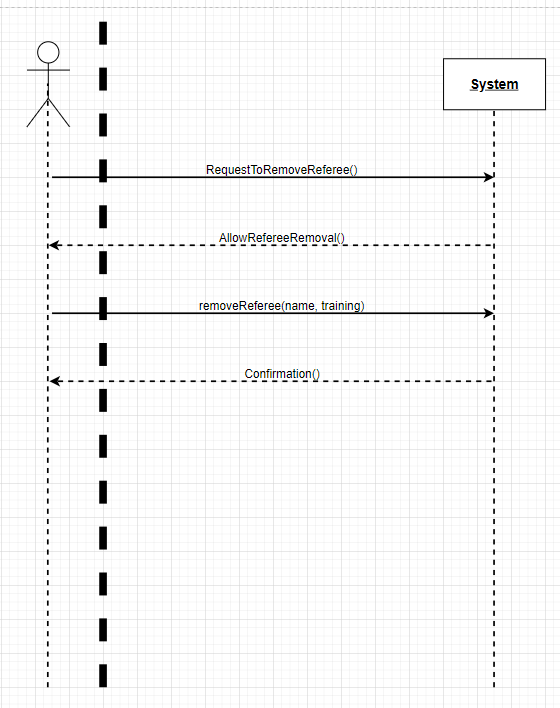 System
RequestToRemoveReferee()
AllowRefereeRemoval()
removeReferee(name, training)
Confirmation()